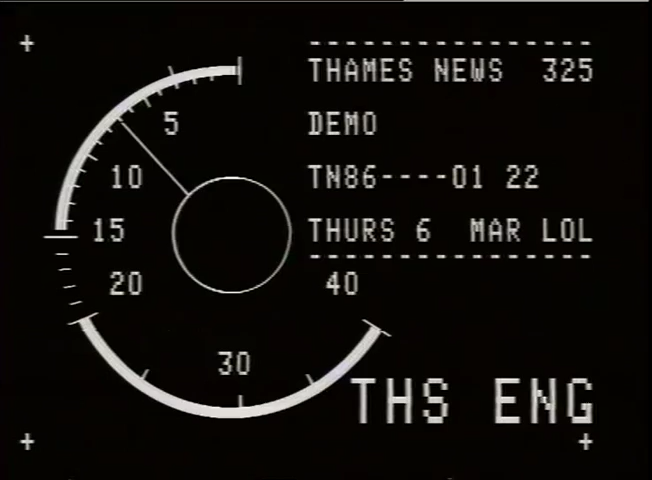 ----------------
THAMES NEWS 325
DEMO
TN86----01 22
THURS 6 MAR LOL
----------------
5
10
15
20
30
40
THS ENG